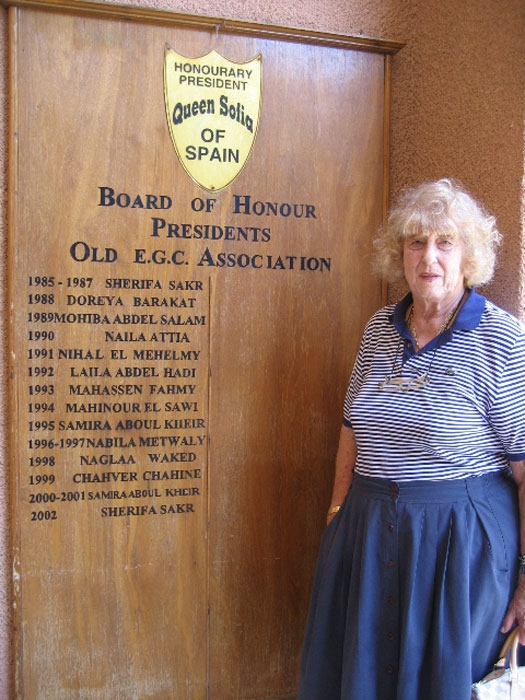 HONOURARY
PRESIDENT
Queen Sofia
OF
SPAIN
BOARD OF HONOUR
PRESIDENTS
OLD E.G.C. ASSOCIATION
1985 - 1987 SHERIFA SAKR
1988 DOREYA BARAKAT
1989 MOHIBA ABDEL SALAM
1990 NAILA ATTIA
1991 NIHAL EL MEHELMY
1992 LAILA ABDEL HADI
1993 MAHASSEN FAHMY
1994 MAHINOUR EL SAWI
1995 SAMIRA ABOUL KHEIR
1996-1997 NABILA METWALY
1998 NAGLAA WAKED
1999 CHAHVER CHAHINE
2000-2001 SAMIRA ABOUL KHEIR
2002 SHERIFA SAKR